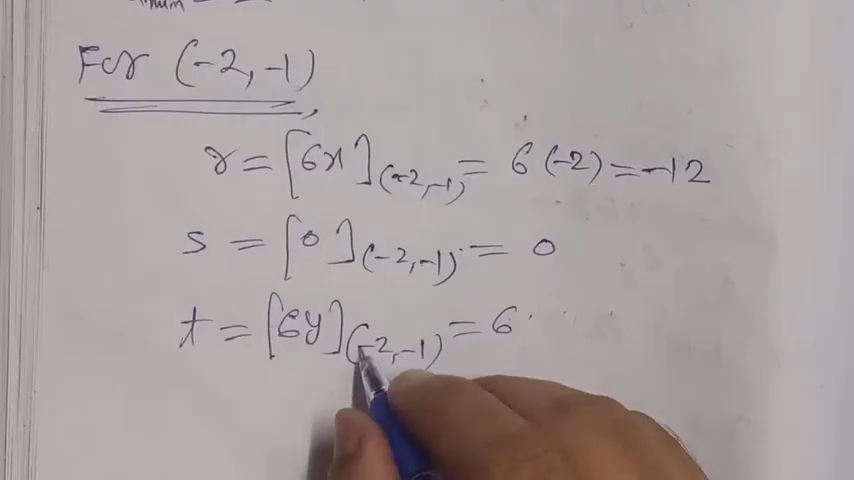 For (-2, -1)
r = [6x](-2, -1) = 6(-2) = -12
s = [0](-2, -1) = 0
t = [6y](-2, -1) = 6